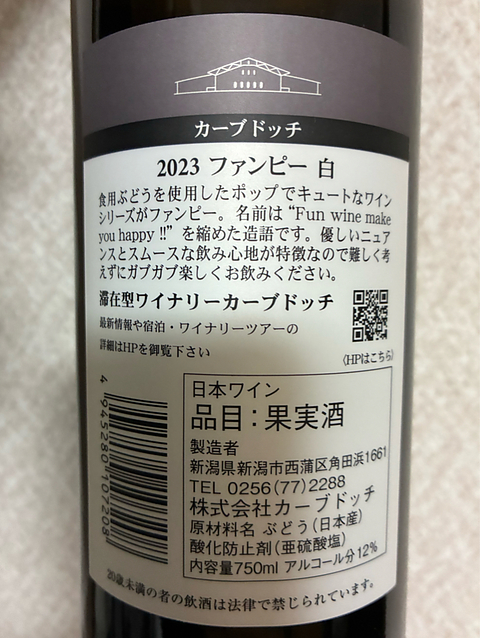 カーブドッチ
2023 ファンピー 白
食用ぶどうを使用したポップでキュートなワイン
シリーズがファンピー。名前は“Fun wine make
you happy !!”を縮めた造語です。優しいニュア
ンスとスムースな飲み心地が特徴なので難しく考
えずにガブガブ楽しくお飲みください。
滞在型ワイナリーカーブドッチ
最新情報や宿泊・ワイナリーツアーの
詳細はHPを御覧下さい
〈HPはこちら〉
4 945280 107208
日本ワイン
品目：果実酒
製造者
新潟県新潟市西蒲区角田浜1661
TEL 0256(77)2288
株式会社カーブドッチ
原材料名 ぶどう(日本産)
酸化防止剤(亜硫酸塩)
内容量750ml アルコール分12%
20歳未満の者の飲酒は法律で禁じられています。